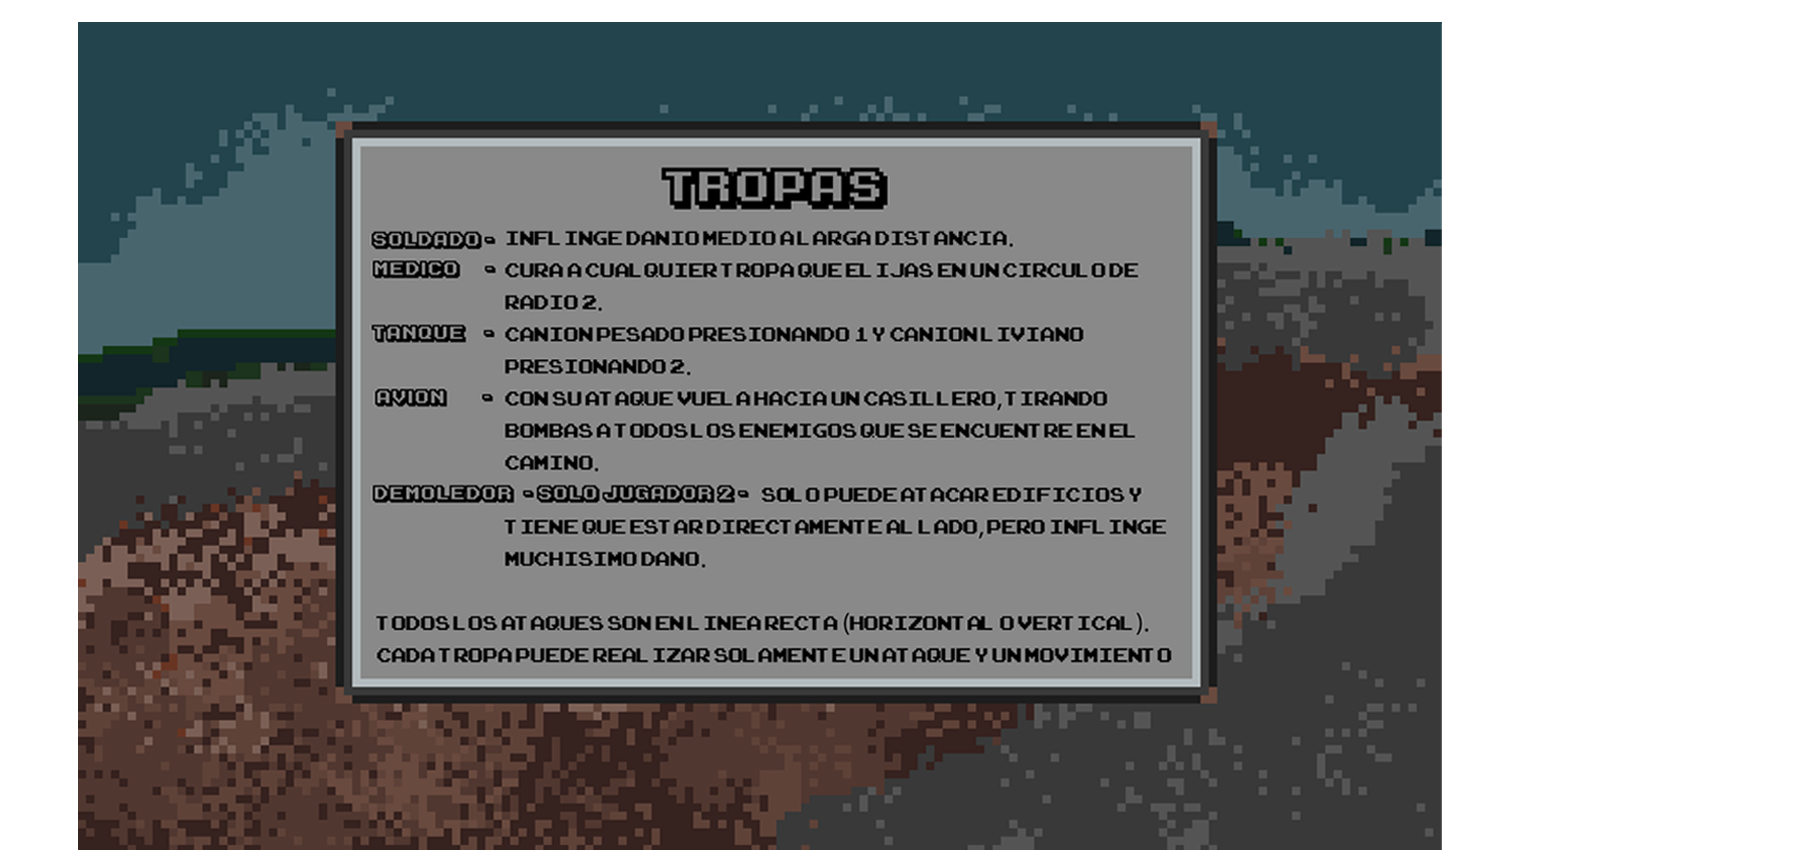 TROPAS
SOLDADO- INFLINGE DANIO MEDIO A LARGA DISTANCIA.
MEDICO - CURA A CUALQUIER TROPA QUE ELIJAS EN UN CIRCULO DE
RADIO 2.
TANQUE - CANION PESADO PRESIONANDO 1 Y CANION LIVIANO
PRESIONANDO 2.
AVION - CON SU ATAQUE VUELA HACIA UN CASILLERO, TIRANDO
BOMBAS A TODOS LOS ENEMIGOS QUE SE ENCUENTRE EN EL
CAMINO.
DEMOLEDOR -SOLO JUGADOR 2- SOLO PUEDE ATACAR EDIFICIOS Y
TIENE QUE ESTAR DIRECTAMENTE AL LADO, PERO INFLINGE
MUCHISIMO DANO.
TODOS LOS ATAQUES SON EN LINEA RECTA (HORIZONTAL O VERTICAL).
CADA TROPA PUEDE REALIZAR SOLAMENTE UN ATAQUE Y UN MOVIMIENTO